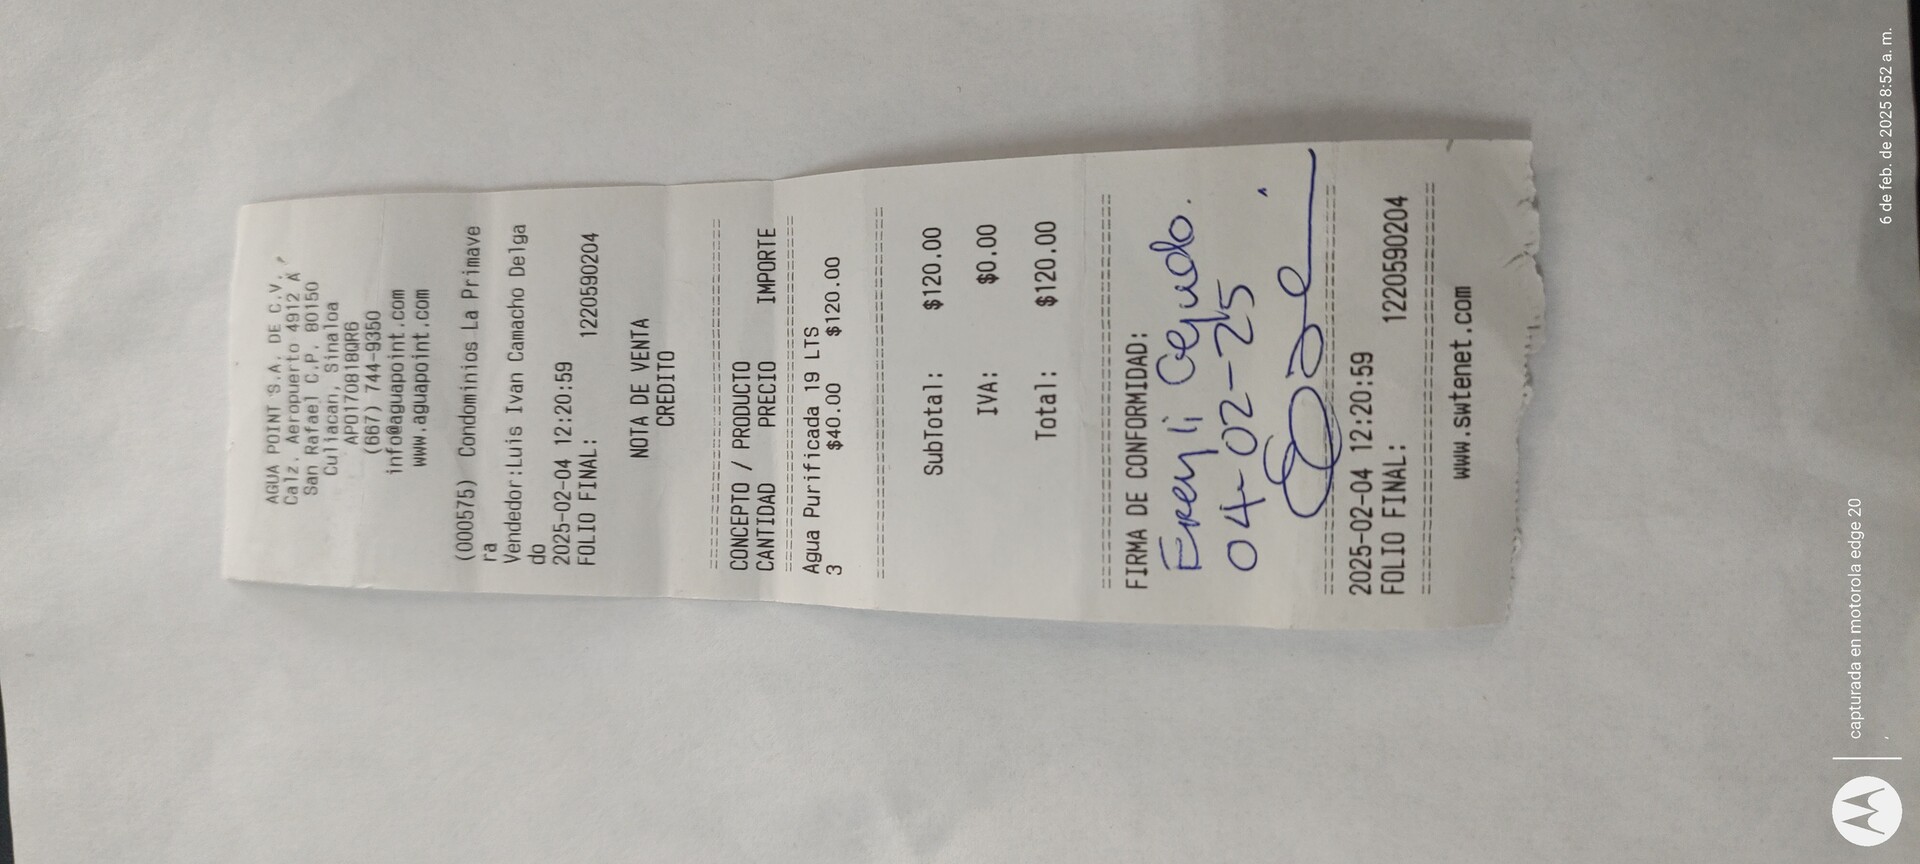 AGUA POINT S.A. DE C.V.
Calz. Aeropuerto 4912 A
San Rafael C.P. 80150
Culiacan, Sinaloa
APO170818QR6
(667) 744-9350
info@aguapoint.com
www.aguapoint.com
(000575) Condominios La Primave
ra
Vendedor:Luis Ivan Camacho Delga
do
2025-02-04 12:20:59
FOLIO FINAL: 1220590204
NOTA DE VENTA
CREDITO
================================
CONCEPTO / PRODUCTO
CANTIDAD PRECIO IMPORTE
================================
Agua Purificada 19 LTS
3 $40.00 $120.00
================================
SubTotal: $120.00
IVA: $0.00
Total: $120.00
================================
FIRMA DE CONFORMIDAD:
04-02-25
================================
2025-02-04 12:20:59
FOLIO FINAL: 1220590204
================================
www.swtenet.com
capturada en motorola edge 20
6 de feb. de 2025 8:52 a. m.